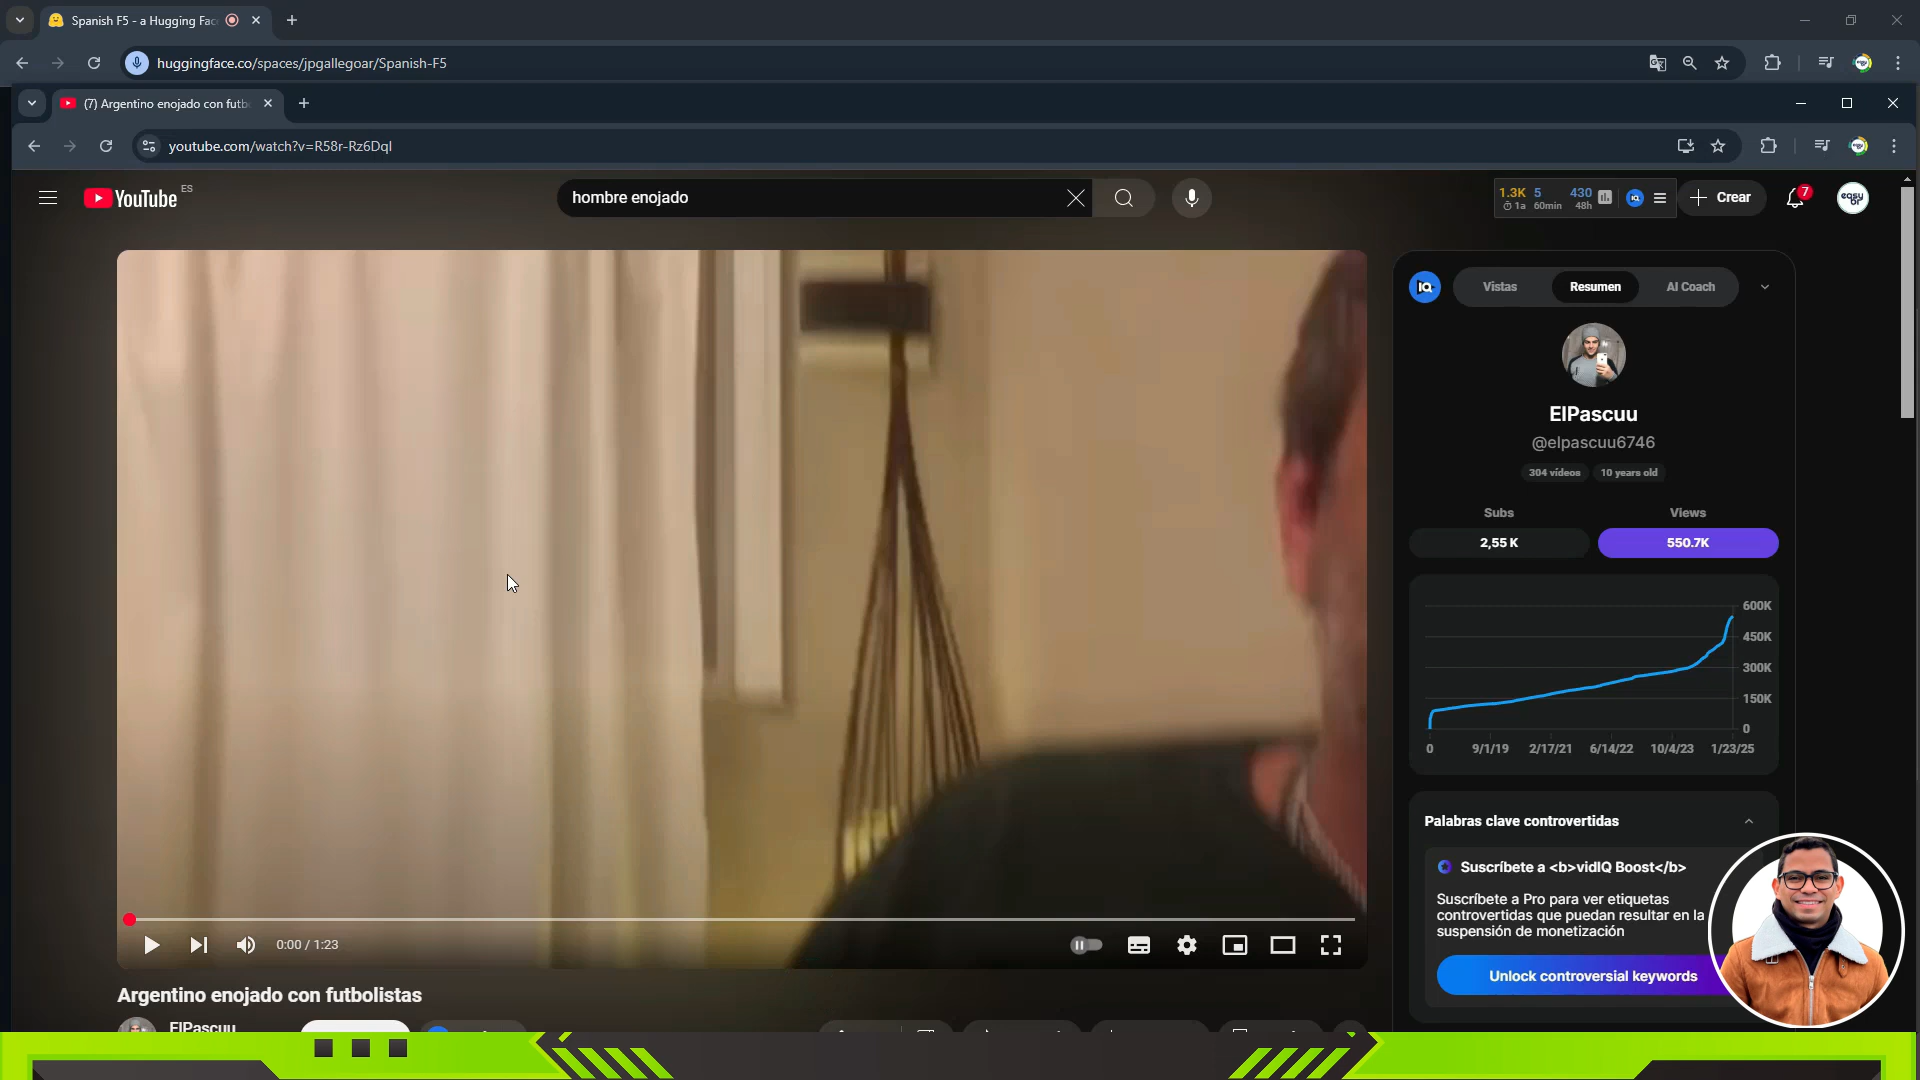 Spanish F5 - a Hugging Fac
huggingface.co/spaces/jpgallegoar/Spanish-F5
(7) Argentino enojado con futb
youtube.com/watch?v=R58r-Rz6DqI
YouTube ES
hombre enojado
1.3K 5 430
1a 60min 48h
Crear
7
easy
Vistas
Resumen
AI Coach
ElPascuu
@elpascuu6746
304 vídeos
10 years old
Subs
Views
2,55 K
550.7K
600K
450K
300K
150K
0
0 9/1/19 2/17/21 6/14/22 10/4/23 1/23/25
Palabras clave controvertidas
Suscríbete a <b>vidIQ Boost</b>
Suscríbete a Pro para ver etiquetas
controvertidas que puedan resultar en la
suspensión de monetización
Unlock controversial keywords
0:00 / 1:23
Argentino enojado con futbolistas
ElPascuu